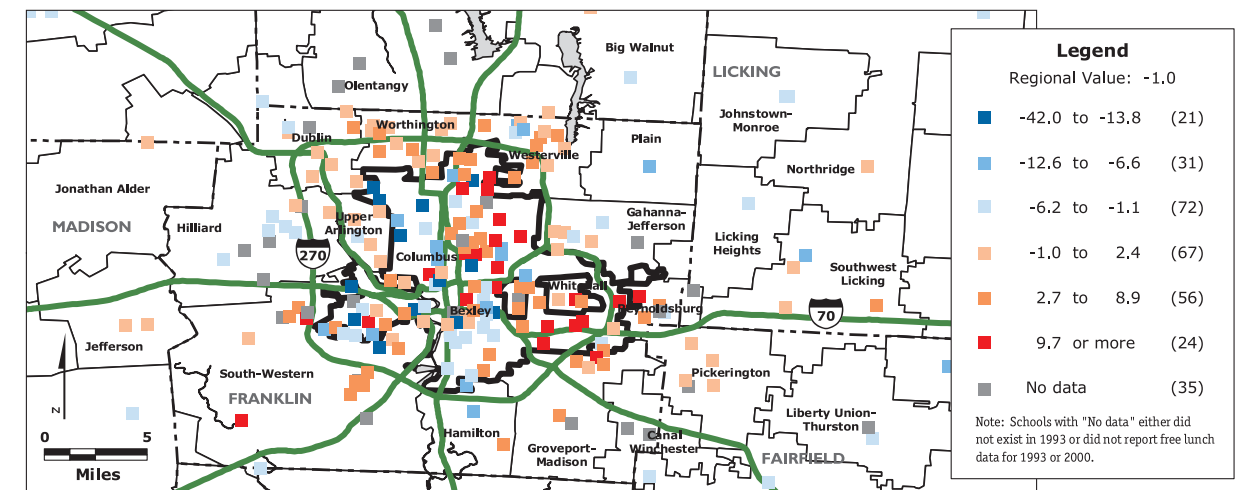 Big Walnut
LICKING
Olentangy
Johnstown-
Monroe
Worthington
Dublin
Plain
Westerville
Northridge
Jonathan Alder
MADISON
Hilliard
Upper
Arlington
Gahanna-
Jefferson
Licking
Heights
270
Columbus
Southwest
Licking
Whitehall
Reynoldsburg
Bexley
70
Jefferson
South-Western
FRANKLIN
Pickerington
Liberty Union-
Thurston
Hamilton
Groveport-
Madison
Canal
Winchester
FAIRFIELD
N
0 5
Miles
Legend
Regional Value: -1.0
-42.0 to -13.8 (21)
-12.6 to -6.6 (31)
-6.2 to -1.1 (72)
-1.0 to 2.4 (67)
2.7 to 8.9 (56)
9.7 or more (24)
No data (35)
Note: Schools with "No data" either did
not exist in 1993 or did not report free lunch
data for 1993 or 2000.